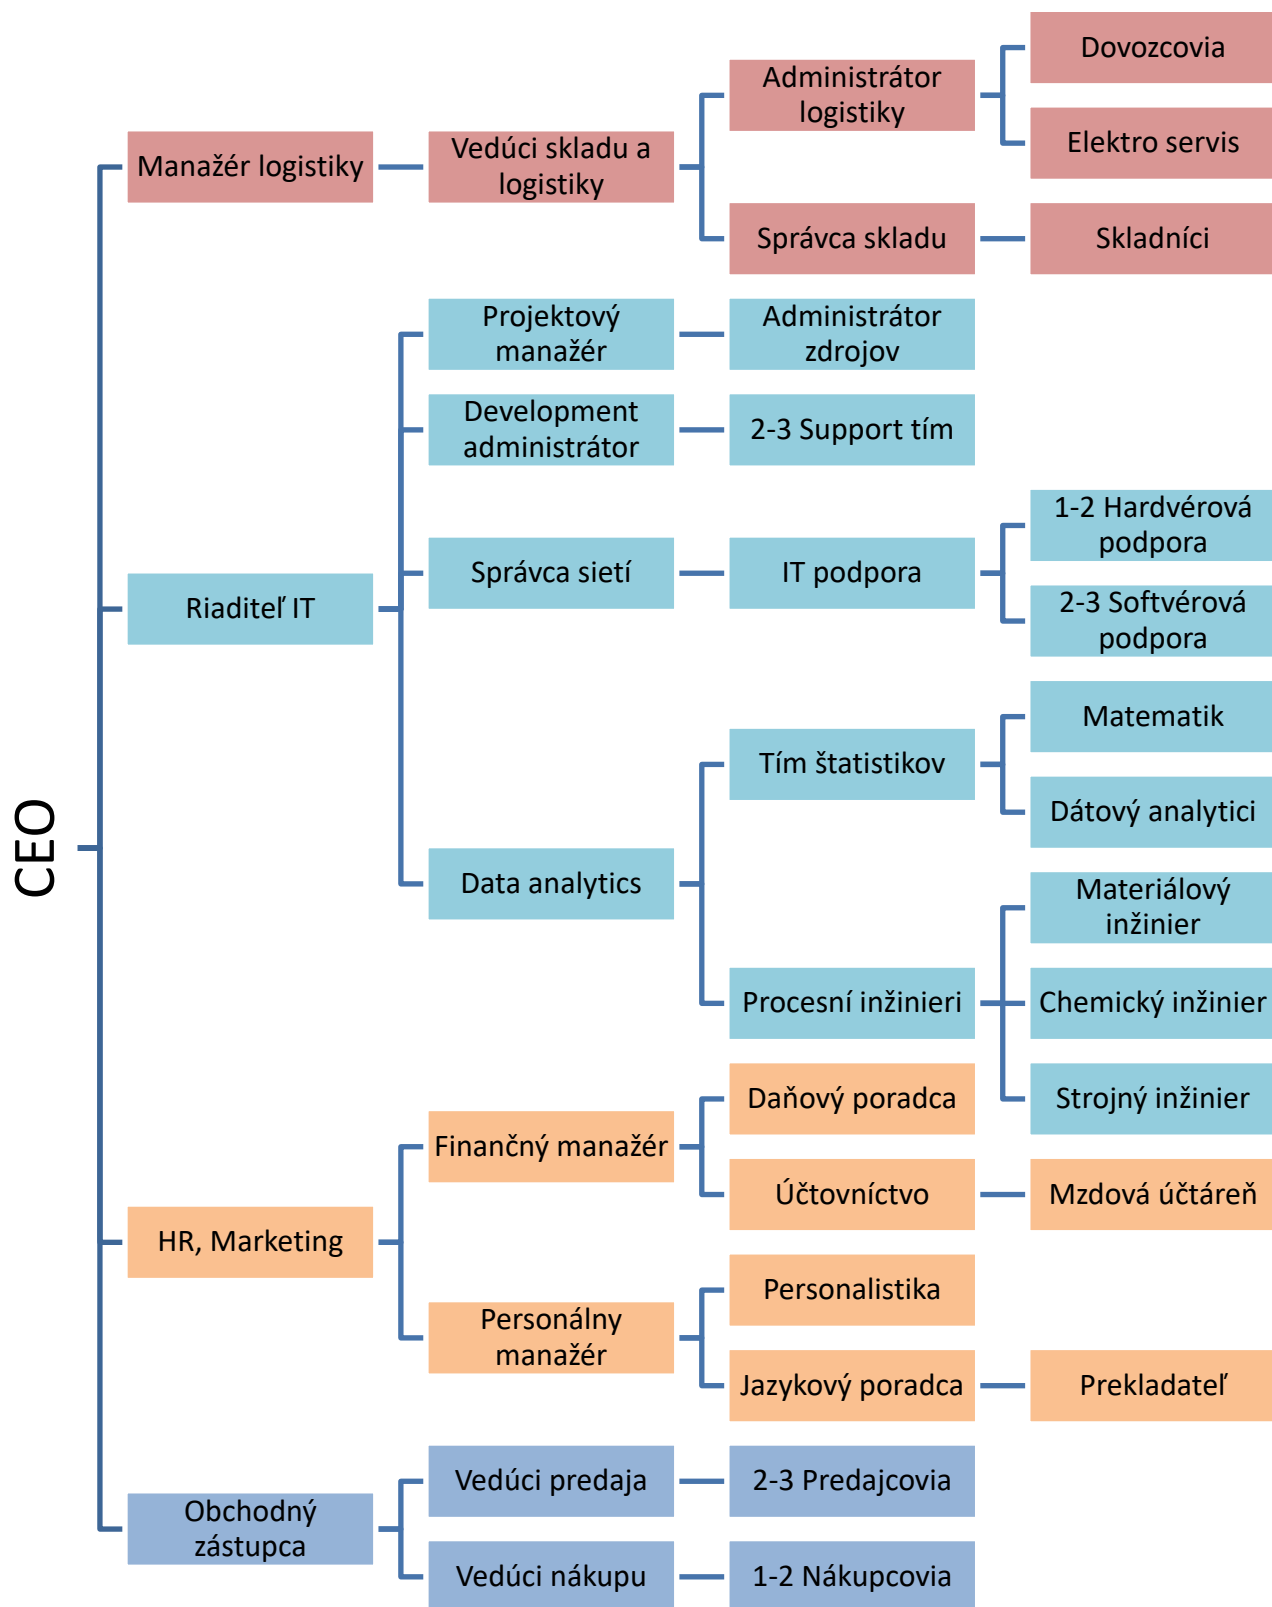 CEO
Manažér logistiky
Vedúci skladu a
logistiky
Administrátor
logistiky
Dovozcovia
Elektro servis
Správca skladu
Skladníci
Riaditeľ IT
Projektový
manažér
Administrátor
zdrojov
Development
administrátor
2-3 Support tím
Správca sietí
IT podpora
1-2 Hardvérová
podpora
2-3 Softvérová
podpora
Data analytics
Tím štatistikov
Matematik
Dátový analytici
Procesní inžinieri
Materiálový
inžinier
Chemický inžinier
Strojný inžinier
HR, Marketing
Finančný manažér
Daňový poradca
Účtovníctvo
Mzdová účtáreň
Personálny
manažér
Personalistika
Jazykový poradca
Prekladateľ
Obchodný
zástupca
Vedúci predaja
2-3 Predajcovia
Vedúci nákupu
1-2 Nákupcovia